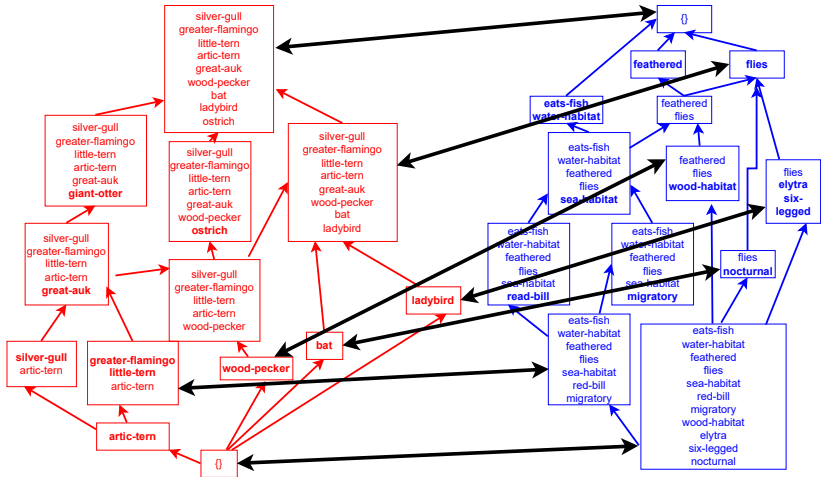 silver-gull
greater-flamingo
little-tern
artic-tern
great-auk
wood-pecker
bat
ladybird
ostrich
silver-gull
greater-flamingo
little-tern
artic-tern
great-auk
giant-otter
silver-gull
greater-flamingo
little-tern
artic-tern
great-auk
wood-pecker
ostrich
silver-gull
greater-flamingo
little-tern
artic-tern
great-auk
wood-pecker
bat
ladybird
silver-gull
greater-flamingo
little-tern
artic-tern
great-auk
silver-gull
greater-flamingo
little-tern
artic-tern
wood-pecker
ladybird
bat
wood-pecker
silver-gull
artic-tern
greater-flamingo
little-tern
artic-tern
artic-tern
{}
{}
feathered
flies
eats-fish
water-habitat
feathered
flies
eats-fish
water-habitat
feathered
flies
sea-habitat
feathered
flies
wood-habitat
flies
elytra
six-
legged
eats-fish
water-habitat
feathered
flies
sea-habitat
read-bill
eats-fish
water-habitat
feathered
flies
sea-habitat
migratory
flies
nocturnal
eats-fish
water-habitat
feathered
flies
sea-habitat
red-bill
migratory
eats-fish
water-habitat
feathered
flies
sea-habitat
red-bill
migratory
wood-habitat
elytra
six-legged
nocturnal